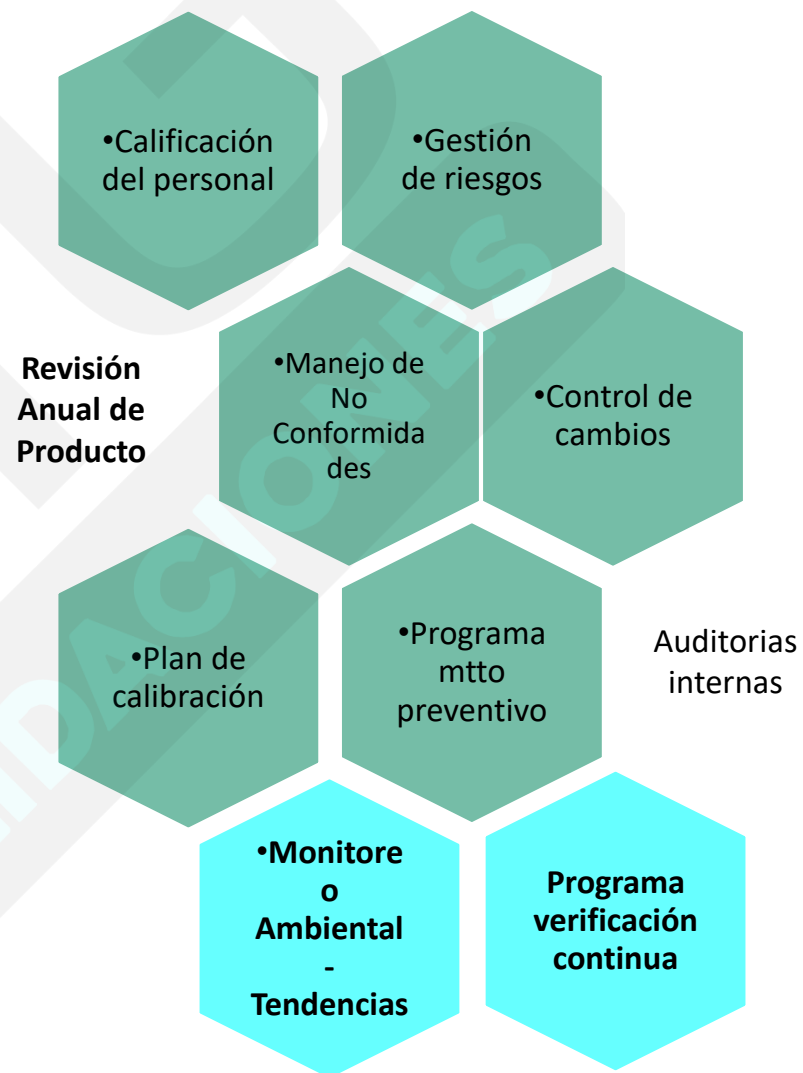 •Calificación
del personal
•Gestión
de riesgos
Revisión
Anual de
Producto
•Manejo de
No
Conformida
des
•Control de
cambios
•Plan de
calibración
•Programa
mtto
preventivo
Auditorias
internas
•Monitore
o
Ambiental
-
Tendencias
Programa
verificación
continua
IDACIONES